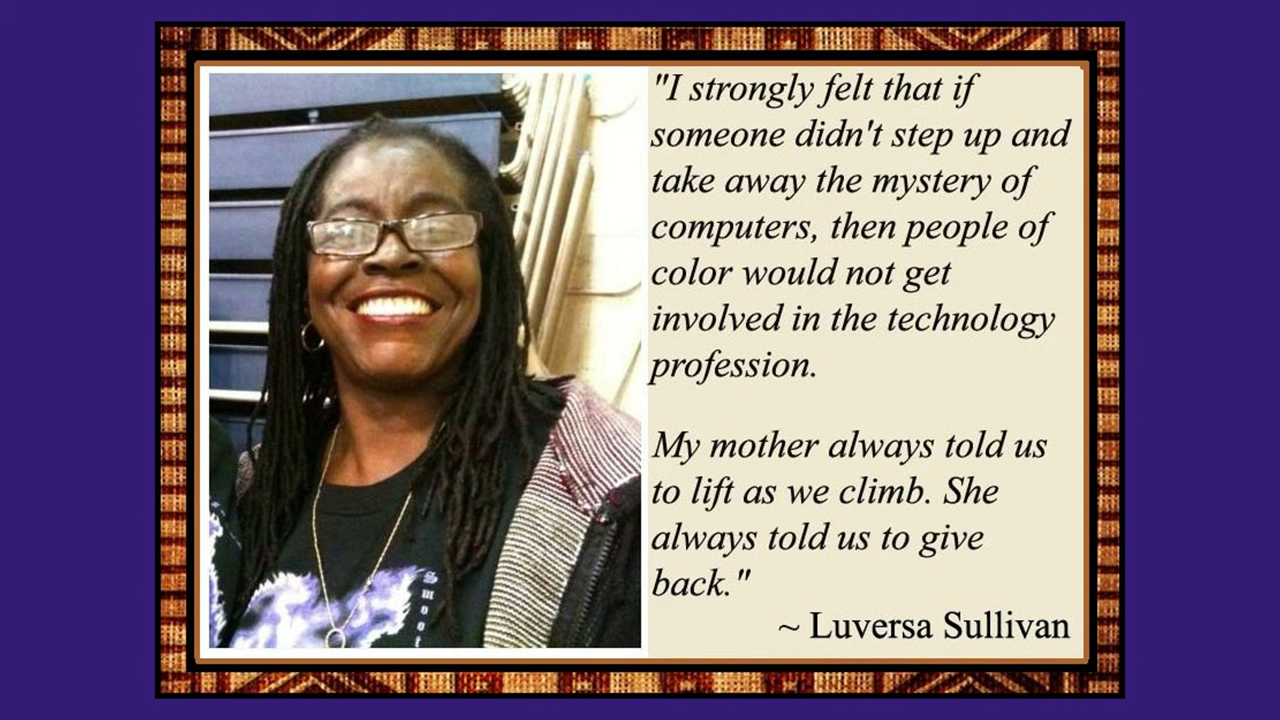 "I strongly felt that if
someone didn't step up and
take away the mystery of
computers, then people of
color would not get
involved in the technology
profession.
My mother always told us
to lift as we climb. She
always told us to give
back."
~ Luversa Sullivan
Smoot